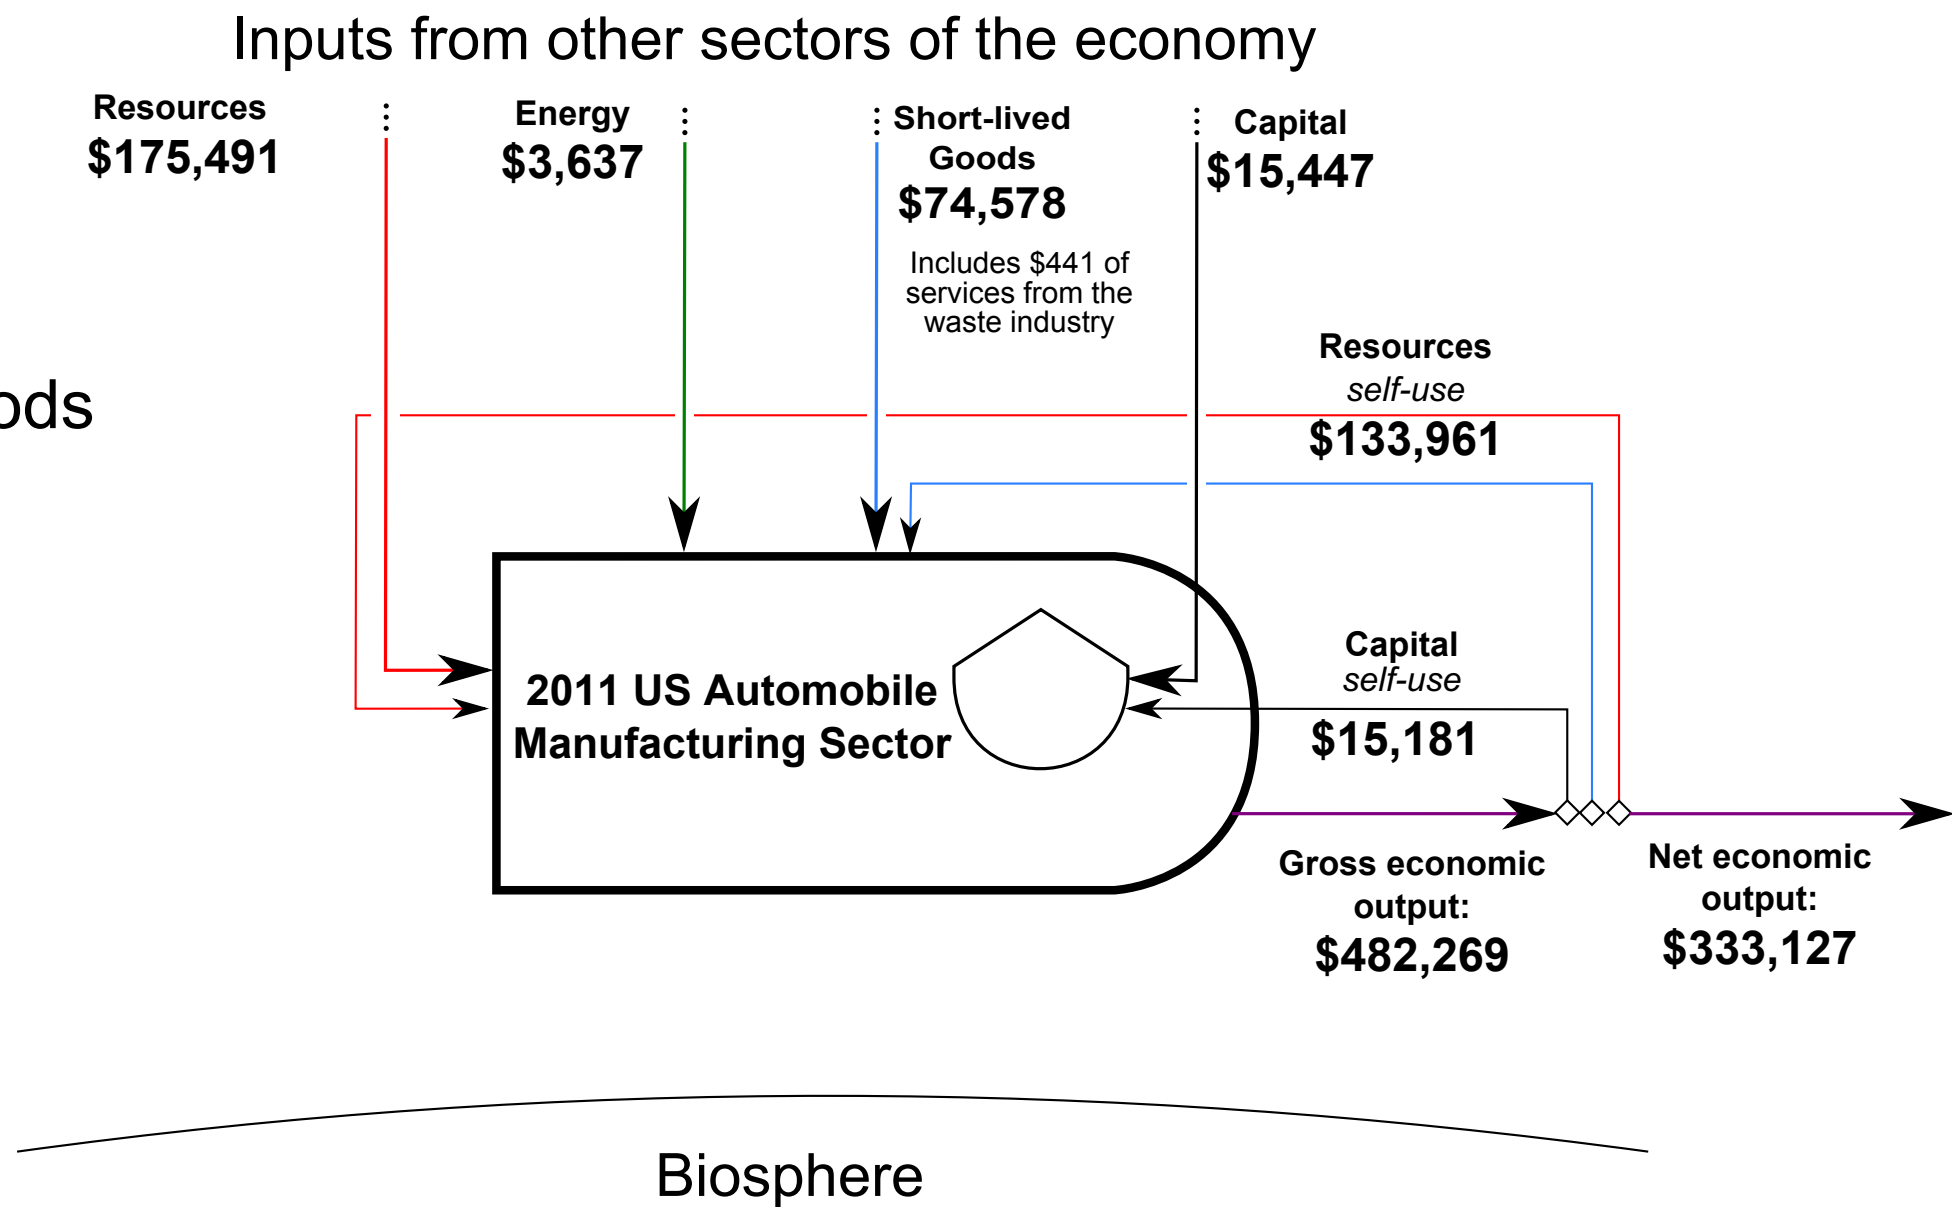 Inputs from other sectors of the economy
Resources
$175,491
Energy
$3,637
Short-lived
Goods
$74,578
Includes $441 of
services from the
waste industry
Capital
$15,447
ods
Resources
self-use
$133,961
2011 US Automobile
Manufacturing Sector
Capital
self-use
$15,181
Gross economic
output:
$482,269
Net economic
output:
$333,127
Biosphere